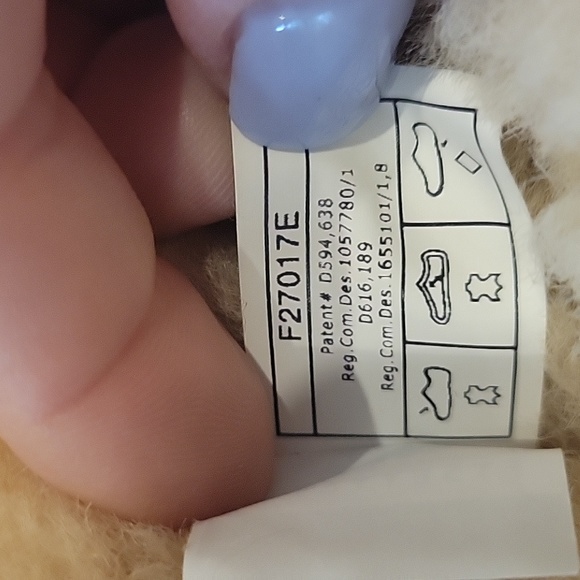 F27017E
Patent# D594,638
Reg.Com.Des.1057780/1
D616,189
Reg.Com.Des.1655101/1,8